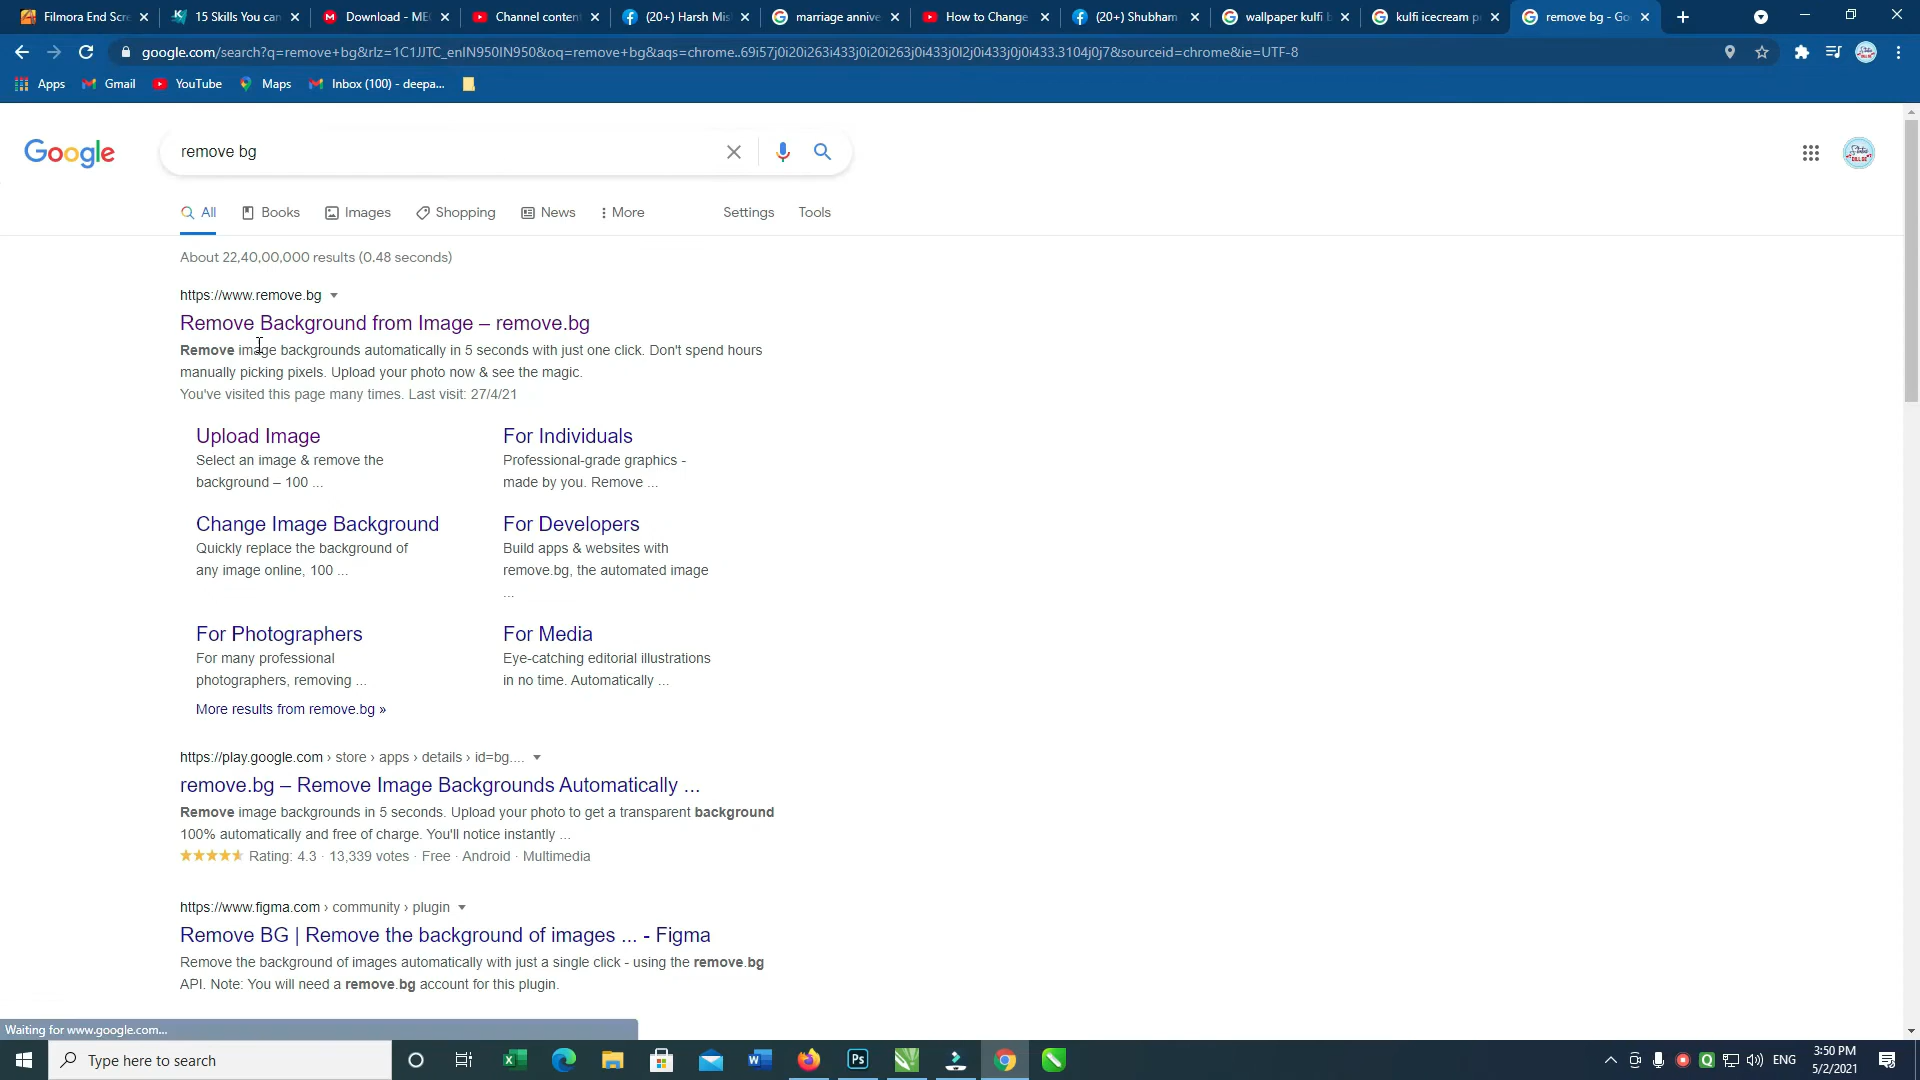 Filmora End Scre
15 Skills You can
Download - ME
Channel content
(20+) Harsh Mis
marriage annive
How to Change
(20+) Shubham
wallpaper kulfi b
kulfi icecream p
remove bg - Go
google.com/search?q=remove+bg&rlz=1C1JJTC_enIN950IN950&oq=remove+bg&aqs=chrome..69i57j0i20i263i433j0i20i263j0i433j0l2j0i433j0j0i433.3104j0j7&sourceid=chrome&ie=UTF-8
Apps Gmail YouTube Maps Inbox (100) - deepa...
Google
remove bg
All Books Images Shopping News More Settings Tools
About 22,40,00,000 results (0.48 seconds)
https://www.remove.bg
Remove Background from Image – remove.bg
Remove image backgrounds automatically in 5 seconds with just one click. Don't spend hours
manually picking pixels. Upload your photo now & see the magic.
You've visited this page many times. Last visit: 27/4/21
Upload Image
Select an image & remove the
background – 100 ...
For Individuals
Professional-grade graphics -
made by you. Remove ...
Change Image Background
Quickly replace the background of
any image online, 100 ...
For Developers
Build apps & websites with
remove.bg, the automated image
...
For Photographers
For many professional
photographers, removing ...
For Media
Eye-catching editorial illustrations
in no time. Automatically ...
More results from remove.bg »
https://play.google.com › store › apps › details › id=bg....
remove.bg – Remove Image Backgrounds Automatically ...
Remove image backgrounds in 5 seconds. Upload your photo to get a transparent background
100% automatically and free of charge. You'll notice instantly ...
Rating: 4.3 · 13,339 votes · Free · Android · Multimedia
https://www.figma.com › community › plugin
Remove BG | Remove the background of images ... - Figma
Remove the background of images automatically with just a single click - using the remove.bg
API. Note: You will need a remove.bg account for this plugin.
Waiting for www.google.com...
Type here to search
Ps
ENG
3:50 PM
5/2/2021